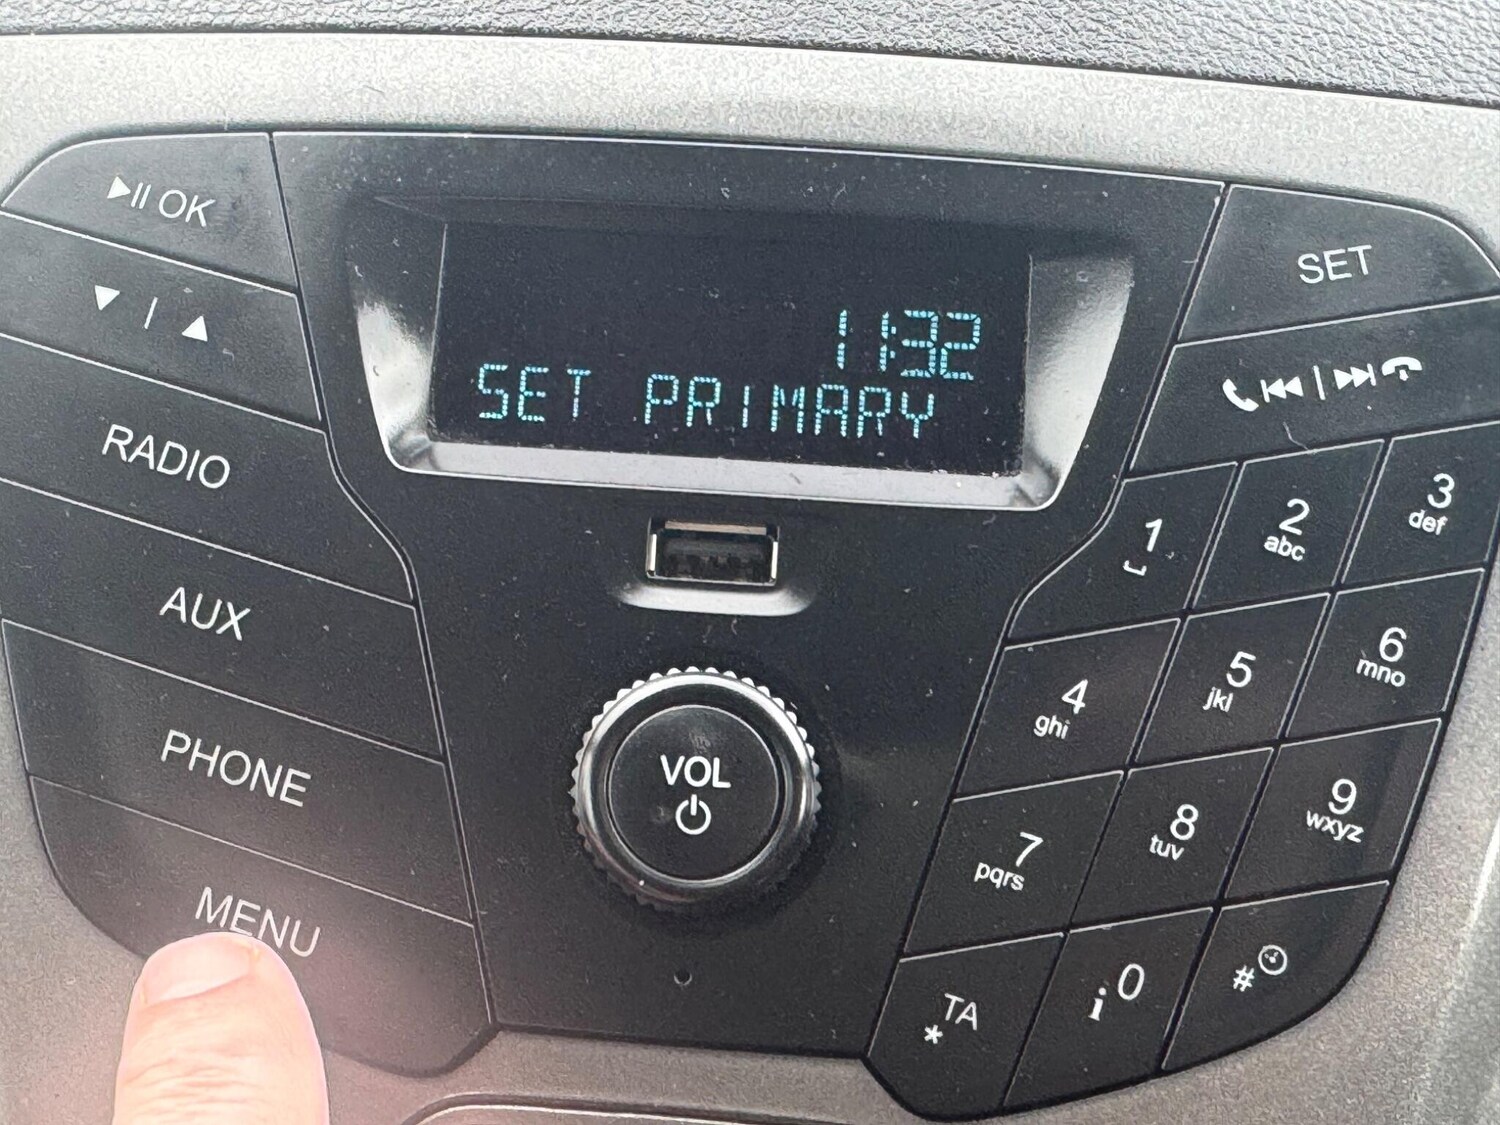 11:32
SET PRIMARY
OK
RADIO
AUX
PHONE
MENU
VOL
SET
1
2
abc
3
def
4
ghi
5
jkl
6
mno
7
pqrs
8
tuv
9
wxyz
TA
*
i 0
#